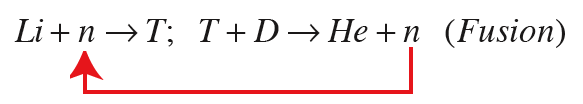 Li + n → T; T + D → He + n (Fusion)